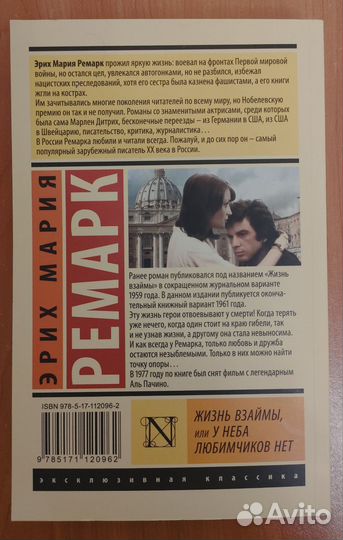 Эрих Мария Ремарк прожил яркую жизнь: воевал на фронтах Первой мировой
войны, но остался цел, увлекался автогонками, но не разбился, избежал
нацистских преследований, хотя его сестра была казнена фашистами, а его книги
жгли на кострах.
Им зачитывались многие поколения читателей по всему миру, но Нобелевскую
премию он так и не получил. Романы со знаменитыми актрисами, среди которых
была сама Марлен Дитрих, бесконечные переезды – из Германии в США, из США
в Швейцарию, писательство, критика, журналистика…
В России Ремарка любили и читали всегда. Пожалуй, и до сих пор он – самый
популярный зарубежный писатель XX века в России.
ЭРИХ МАРИЯ
РЕМАРК
Ранее роман публиковался под названием «Жизнь
взаймы» в сокращенном журнальном варианте
1959 года. В данном издании публикуется оконча-
тельный книжный вариант 1961 года.
Эту жизнь герои отвоевывают у смерти! Когда терять
уже нечего, когда один стоит на краю гибели, так
и не узнав жизни, а другому она стала невыносима.
И как всегда у Ремарка, только любовь и дружба
остаются незыблемыми. Только в них можно найти
точку опоры…
В 1977 году по книге был снят фильм с легендарным
Аль Пачино.
ISBN 978-5-17-112096-2
9 785171 120962
N
ЖИЗНЬ ВЗАЙМЫ,
или У НЕБА
ЛЮБИМЧИКОВ НЕТ
эксклюзивная классика
Avito